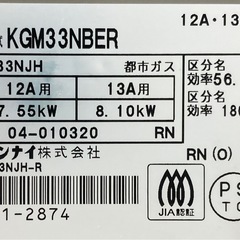 KGM33NBER
12A・13
33NJH
都市ガス
区分名
12A用
13A用
効率56.
7.55kW
8.10kW
区分名
効率 180
04-010320
RN
ンナイ株式会社
RN(O)
3NJH-R
JIA認証
PS
1-2874